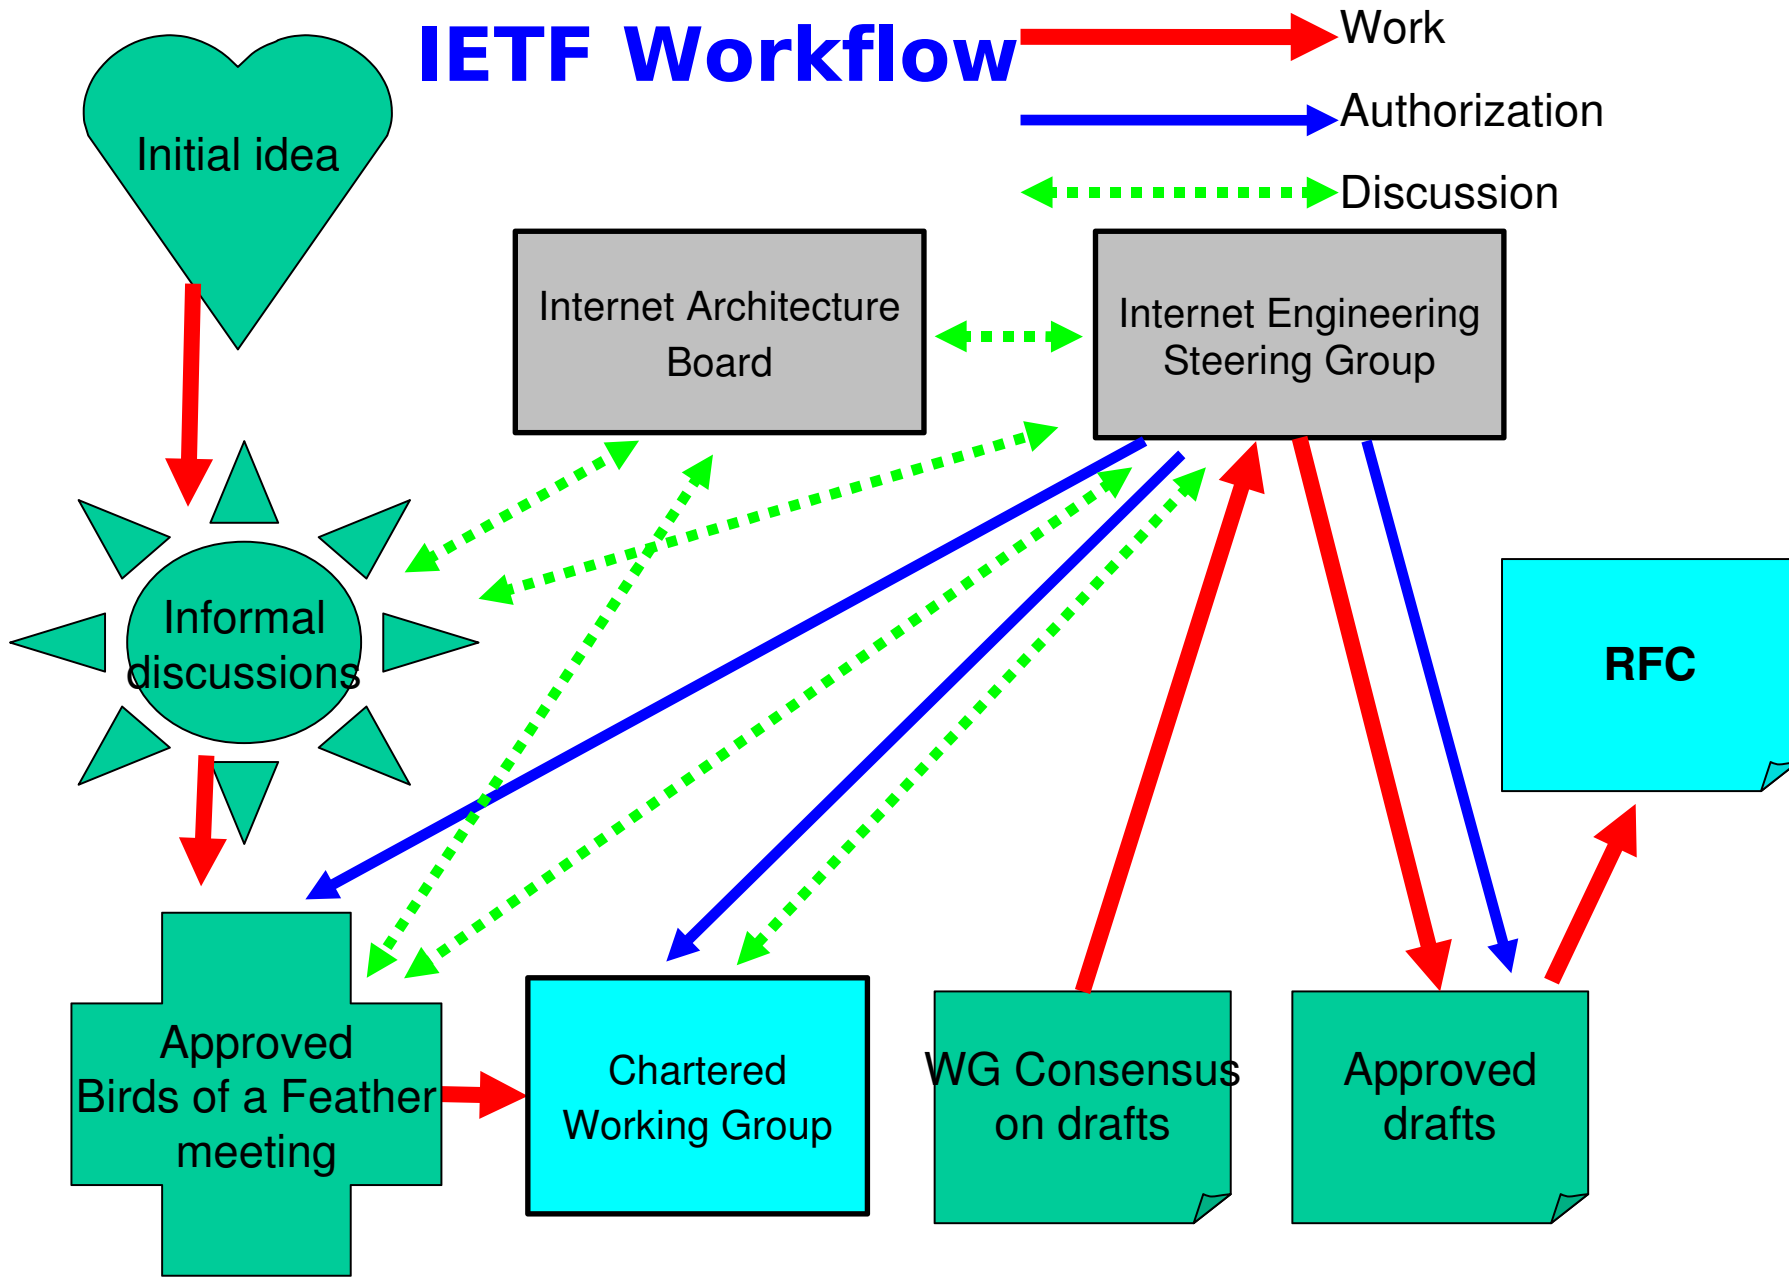 IETF Workflow
Work
Authorization
Discussion
Initial idea
Internet Architecture
Board
Internet Engineering
Steering Group
Informal
discussions
RFC
Approved
Birds of a Feather
meeting
Chartered
Working Group
WG Consensus
on drafts
Approved
drafts